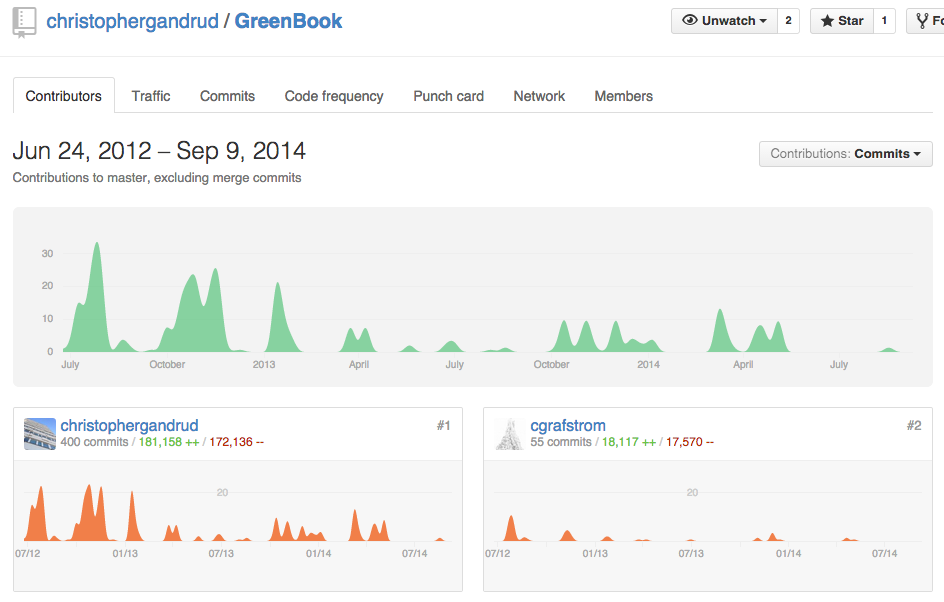 christophergandrud / GreenBook
Unwatch 2 Star 1
Contributors Traffic Commits Code frequency Punch card Network Members
Jun 24, 2012 – Sep 9, 2014
Contributions: Commits
Contributions to master, excluding merge commits
30
20
10
0
July October 2013 April July October 2014 April July
christophergandrud #1
400 commits / 181,158 ++ / 172,136 --
20
07/12 01/13 07/13 01/14 07/14
cgrafstrom #2
55 commits / 18,117 ++ / 17,570 --
20
07/12 01/13 07/13 01/14 07/14